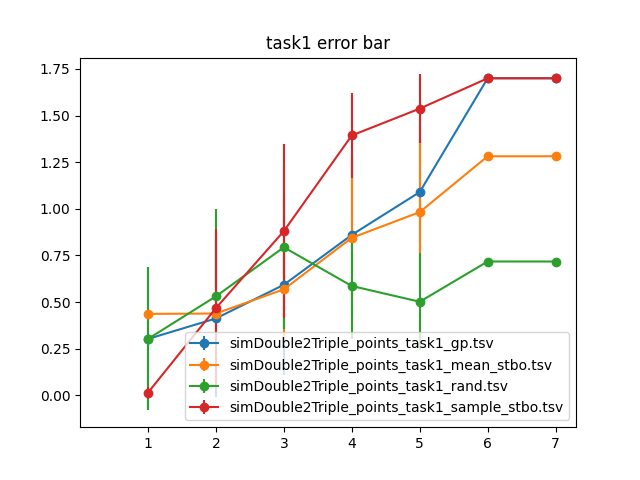 task1 error bar
1.75
1.50
1.25
1.00
0.75
0.50
0.25
0.00
simDouble2Triple_points_task1_gp.tsv
simDouble2Triple_points_task1_mean_stbo.tsv
simDouble2Triple_points_task1_rand.tsv
simDouble2Triple_points_task1_sample_stbo.tsv
1 2 3 4 5 6 7